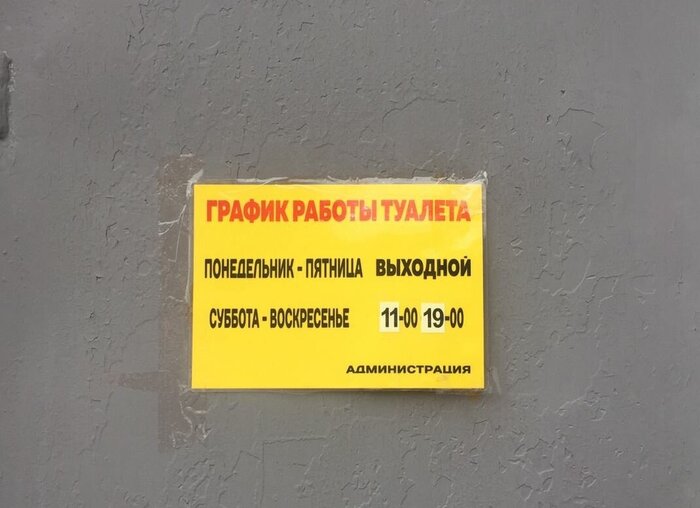 ГРАФИК РАБОТЫ ТУАЛЕТА
ПОНЕДЕЛЬНИК - ПЯТНИЦА ВЫХОДНОЙ
СУББОТА - ВОСКРЕСЕНЬЕ 11-00 19-00
АДМИНИСТРАЦИЯ